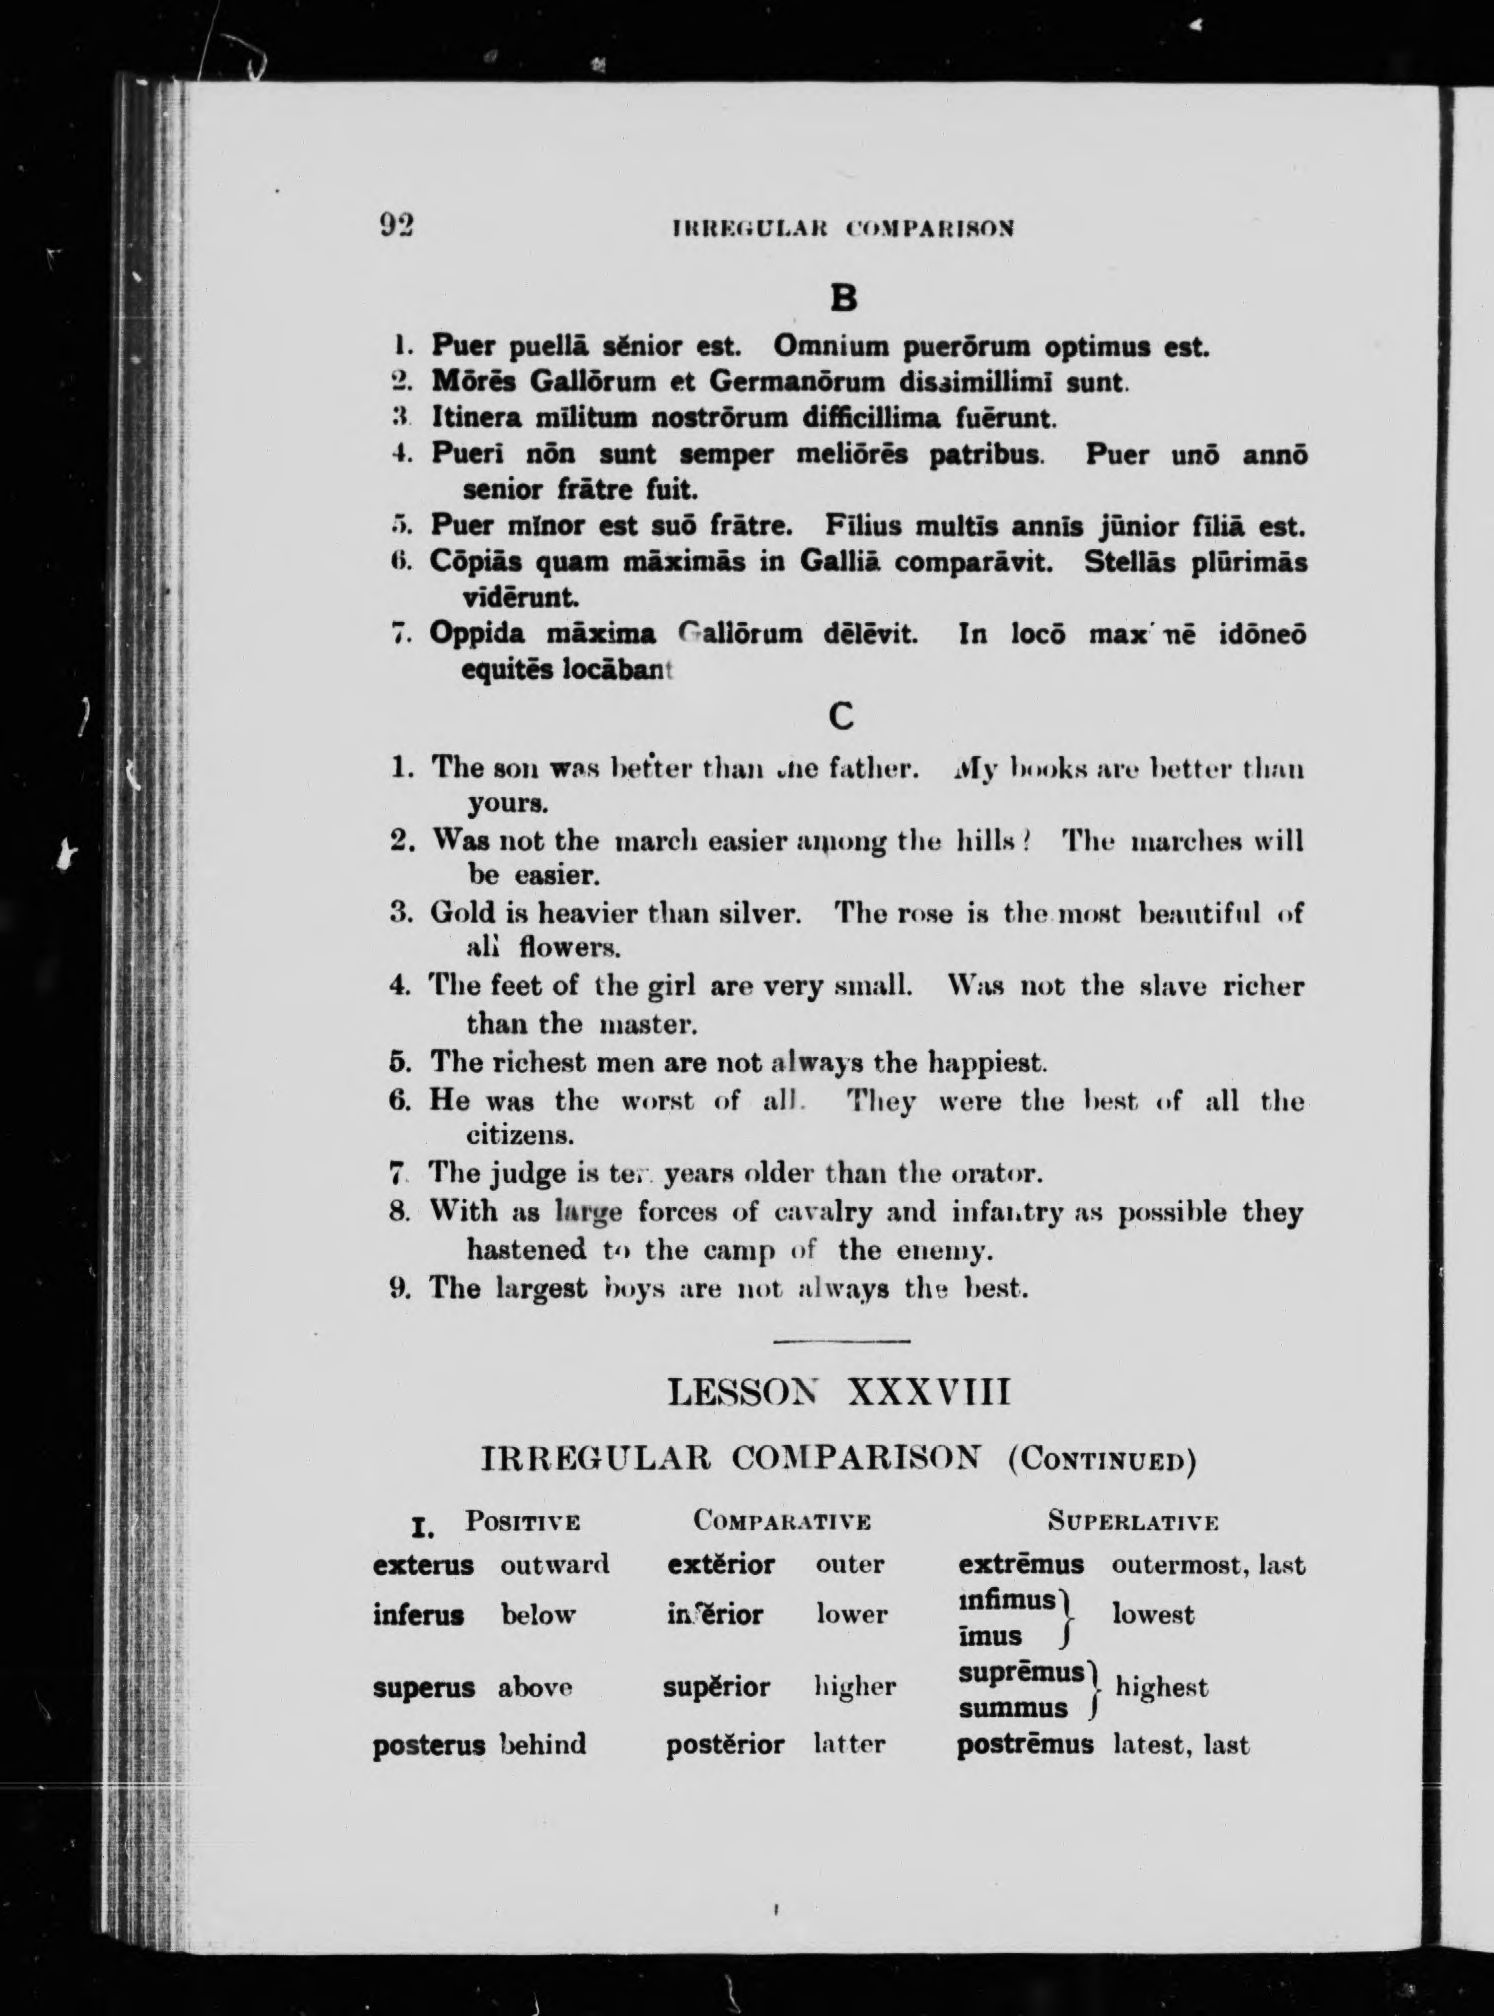 92 IRREGULAR COMPARISON
B
1. Puer puellā sĕnior est. Omnium puerōrum optimus est.
2. Mōrēs Gallōrum et Germanōrum dissimillimī sunt.
3. Itinera mīlitum nostrōrum difficillima fuērunt.
4. Pueri nōn sunt semper meliōrēs patribus. Puer unō annō
senior frātre fuit.
5. Puer mĭnor est suō frātre. Fīlius multīs annīs jūnior fīliā est.
6. Cōpiās quam māximās in Galliā comparāvit. Stellās plūrimās
vīdērunt.
7. Oppida māxima Gallōrum dēlēvit. In locō idōneō
equitēs locābant
C
1. The son was better than the father. My books are better than
yours.
2. Was not the march easier among the hills? The marches will
be easier.
3. Gold is heavier than silver. The rose is the most beautiful of
all flowers.
4. The feet of the girl are very small. Was not the slave richer
than the master.
5. The richest men are not always the happiest.
6. He was the worst of all. They were the best of all the
citizens.
7. The judge is ten years older than the orator.
8. With as large forces of cavalry and infantry as possible they
hastened to the camp of the enemy.
9. The largest boys are not always the best.
LESSON XXXVIII
IRREGULAR COMPARISON (CONTINUED)
I. POSITIVE COMPARATIVE SUPERLATIVE
exterus outward extĕrior outer extrēmus outermost, last
infimus
inferus below infĕrior lower lowest
īmus
suprēmus
superus above supĕrior higher highest
summus
posterus behind postĕrior latter postrēmus latest, last